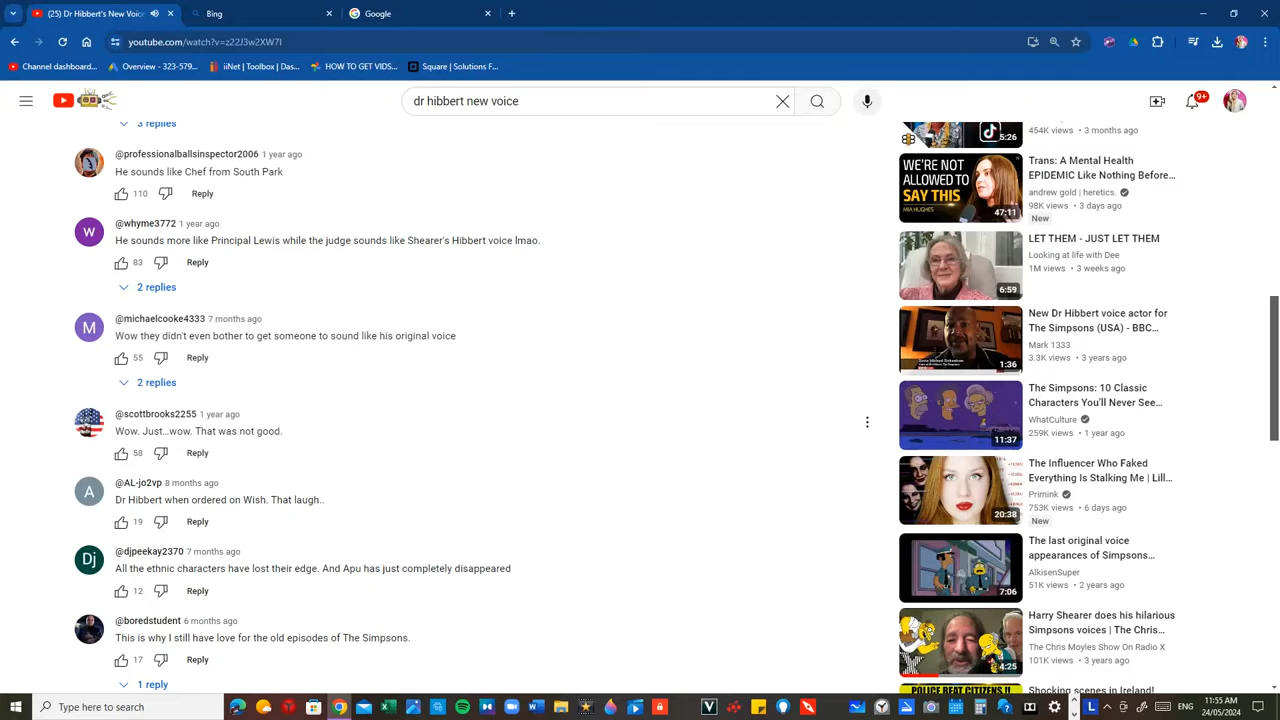 (25) Dr Hibbert's New Voice
Bing
Google
youtube.com/watch?v=z22J3w2XW7I
Channel dashboard...
Overview - 323-579...
iiNet | Toolbox | Das...
HOW TO GET VIDS...
Square | Solutions F...
dr hibbert new voice
9+
3 replies
@professionalballsinspector2006 1 year ago
He sounds like Chef from South Park
110 Reply
@whyme3772 1 year ago
He sounds more like Principal Lewis while the judge sounds like Shearer's Hibbert voice lmao.
83 Reply
2 replies
@michaelcooke4333 7 months ago
Wow they didn't even bother to get someone to sound like his original voice
55 Reply
2 replies
@scottbrooks2255 1 year ago
Wow. Just...wow. That was not good.
58 Reply
@AL-jo2vp 8 months ago
Dr Hibbert when ordered on Wish. That laugh..
19 Reply
@djpeekay2370 7 months ago
All the ethnic characters have lost their edge. And Apu has just completely disappeared
12 Reply
@boredstudent 6 months ago
This is why I still have love for the old episodes of The Simpsons.
17 Reply
1 reply
5:26
454K views • 3 months ago
WE'RE NOT
ALLOWED TO
SAY THIS
MIA HUGHES
47:11
Trans: A Mental Health
EPIDEMIC Like Nothing Before...
andrew gold | heretics.
98K views • 3 days ago
New
6:59
LET THEM - JUST LET THEM
Looking at life with Dee
1M views • 3 weeks ago
1:36
New Dr Hibbert voice actor for
The Simpsons (USA) - BBC...
Mark 1333
3.3K views • 3 years ago
11:37
The Simpsons: 10 Classic
Characters You'll Never See...
WhatCulture
259K views • 1 year ago
20:38
The Influencer Who Faked
Everything Is Stalking Me | Lill...
Primink
753K views • 6 days ago
New
7:06
The last original voice
appearances of Simpsons...
AlkisenSuper
51K views • 2 years ago
4:25
Harry Shearer does his hilarious
Simpsons voices | The Chris...
The Chris Moyles Show On Radio X
101K views • 3 years ago
POLICE BEAT CITIZENS
Shocking scenes in Ireland!
Type here to search
ENG
11:55 AM
24/05/2024